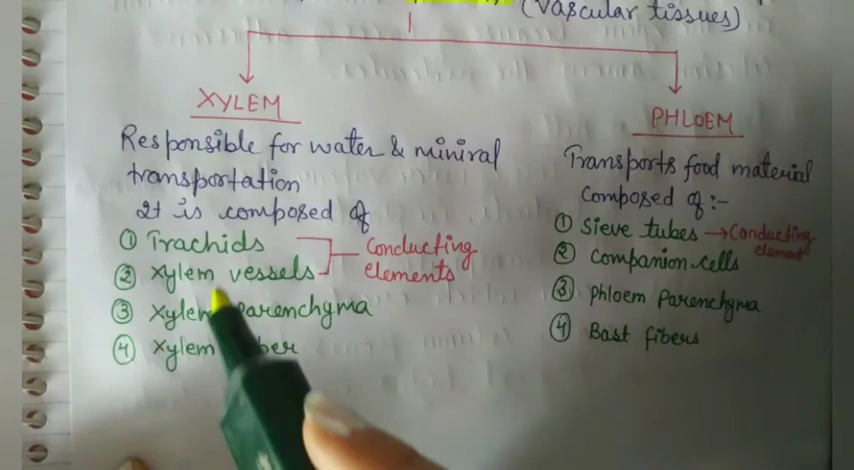 (Vascular tissues)
XYLEM
Responsible for water & miniral
transportation
It is composed of
① Trachids
② Xylem vessels
Conducting
elements
③ Xylem Parenchyma
④ Xylem
PHLOEM
Transports food material
Composed of :-
① Sieve tubes → Conducting
element
② Companion cells
③ Phloem Parenchyma
④ Bast fibers